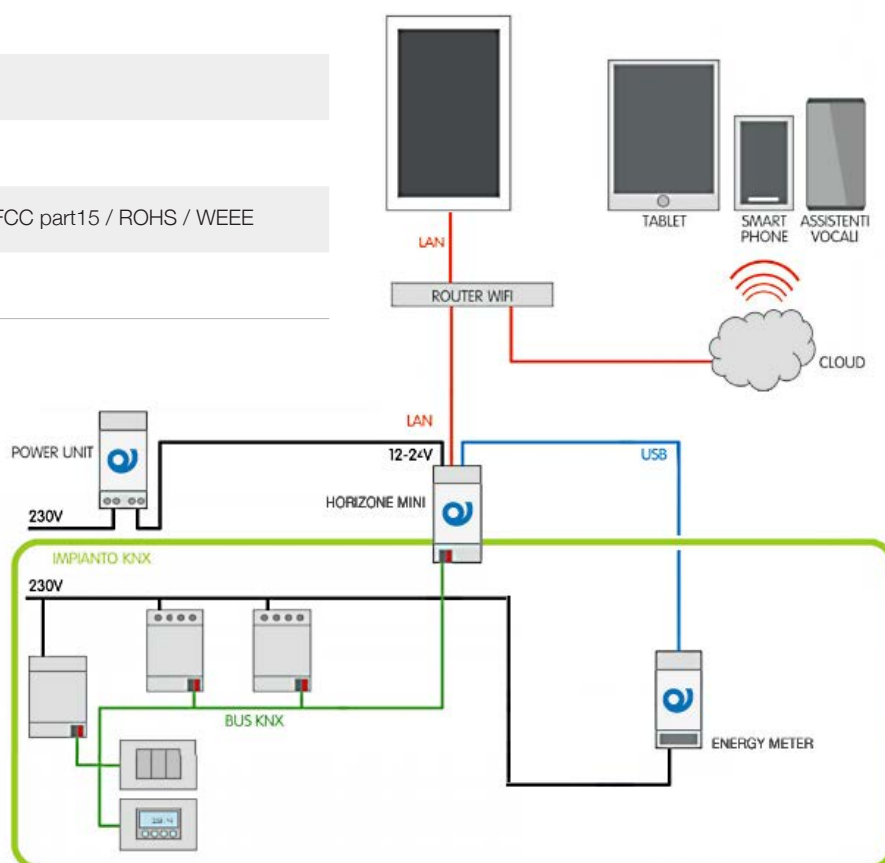 FCC part15 / ROHS / WEEE
TABLET
SMART
PHONE
ASSISTENTI
VOCALI
LAN
ROUTER WIFI
CLOUD
LAN
POWER UNIT
12-24V
USB
HORIZONE MINI
230V
IMPIANTO KNX
230V
BUS KNX
ENERGY METER